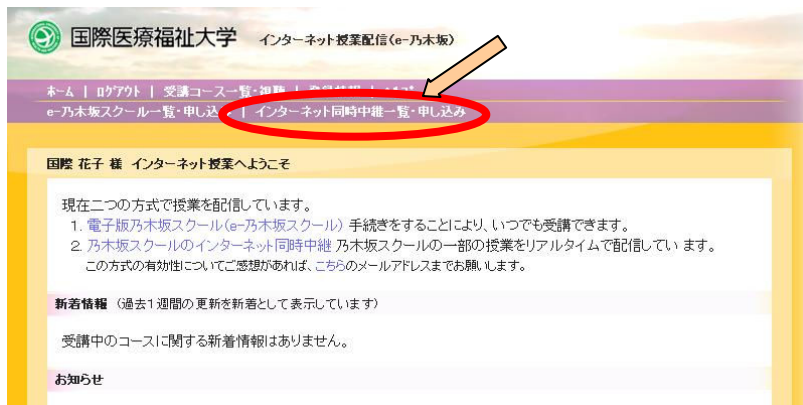 国際医療福祉大学 インターネット授業配信(e-乃木坂)
ホーム | ログアウト | 受講コース一覧・視聴 |
e-乃木坂スクール一覧・申し込み | インターネット同時中継一覧・申し込み
国際 花子 様 インターネット授業へようこそ
現在二つの方式で授業を配信しています。
1. 電子版乃木坂スクール(e-乃木坂スクール) 手続きをすることにより、いつでも受講できます。
2. 乃木坂スクールのインターネット同時中継 乃木坂スクールの一部の授業をリアルタイムで配信してい ます。
この方式の有効性についてご感想があれば、こちらのメールアドレスまでお願いします。
新着情報 (過去1週間の更新を新着として表示しています)
受講中のコースに関する新着情報はありません。
お知らせ